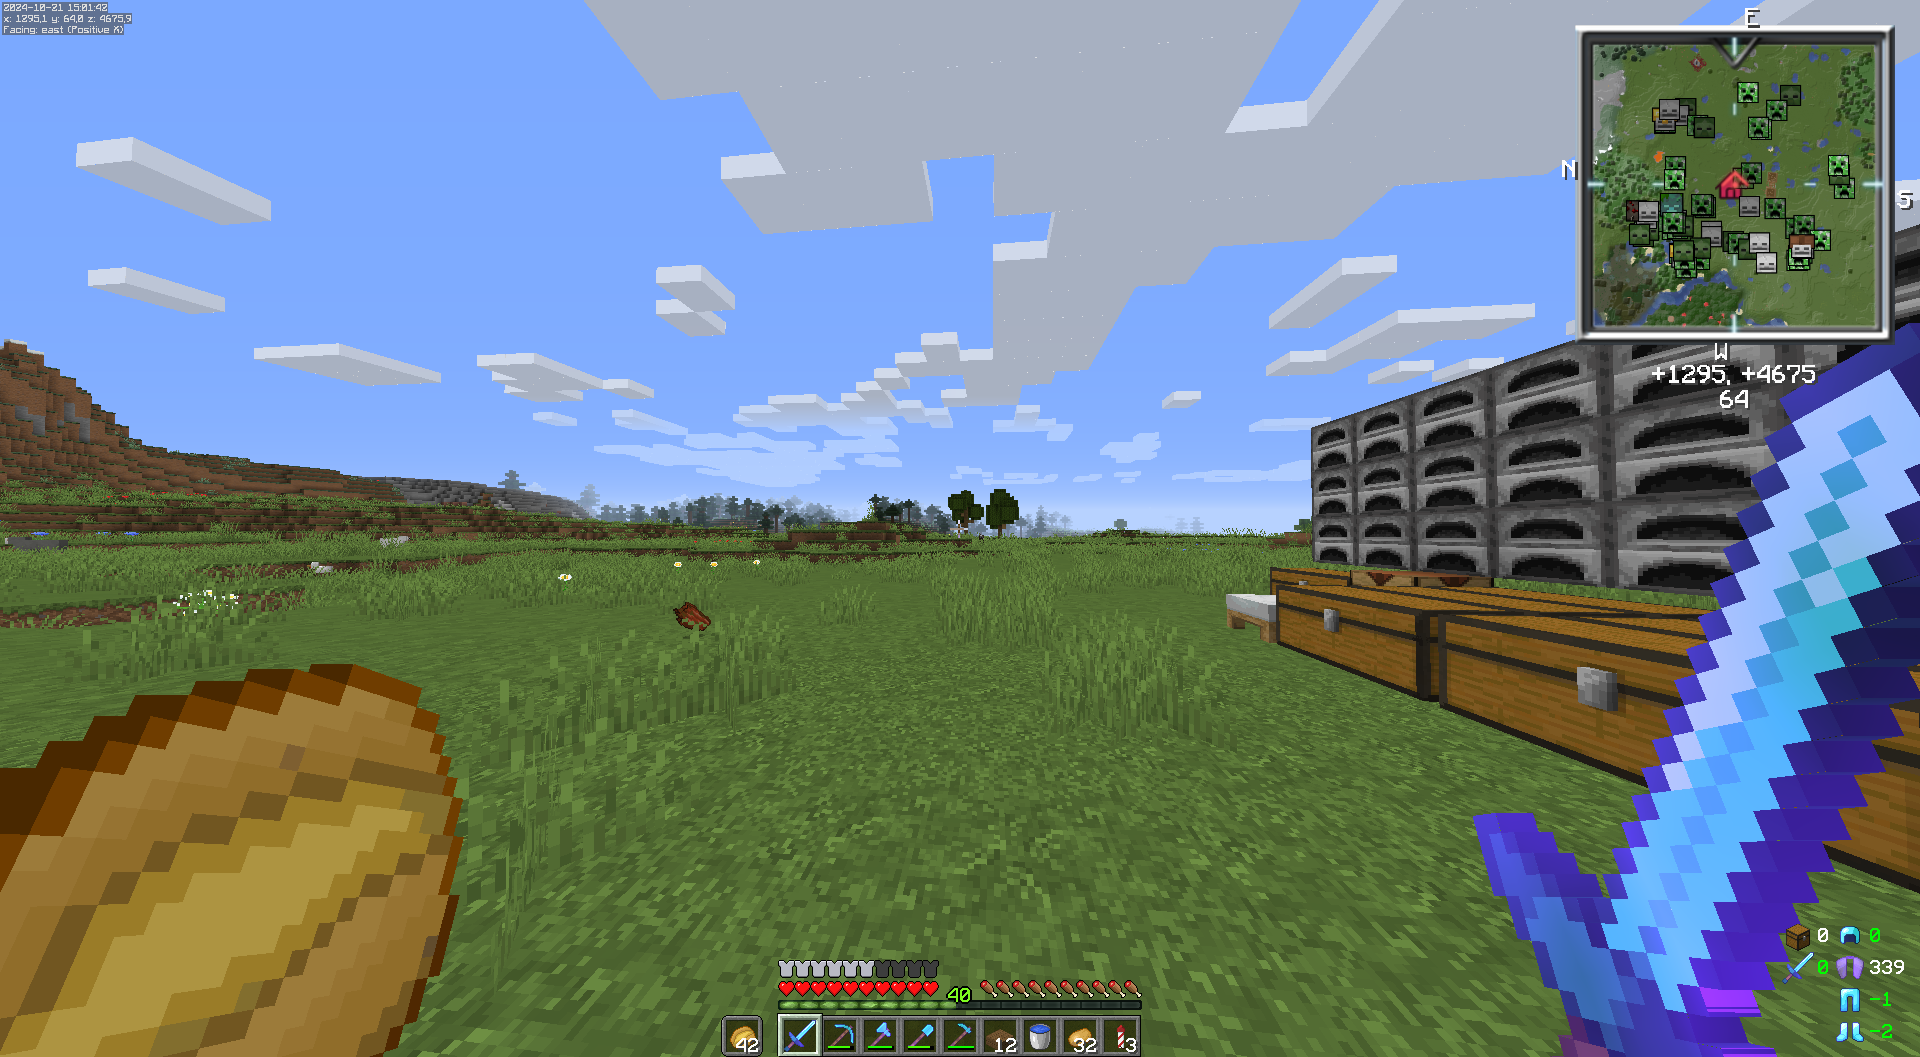 2024-10-21 15:01:42
x: 1295,1 y: 64,0 z: 4675,9
Facing: east (Positive X)
E
N
S
W
+1295, +4675
64
0 0
0 339
-1
-2
40
42 12 32 3